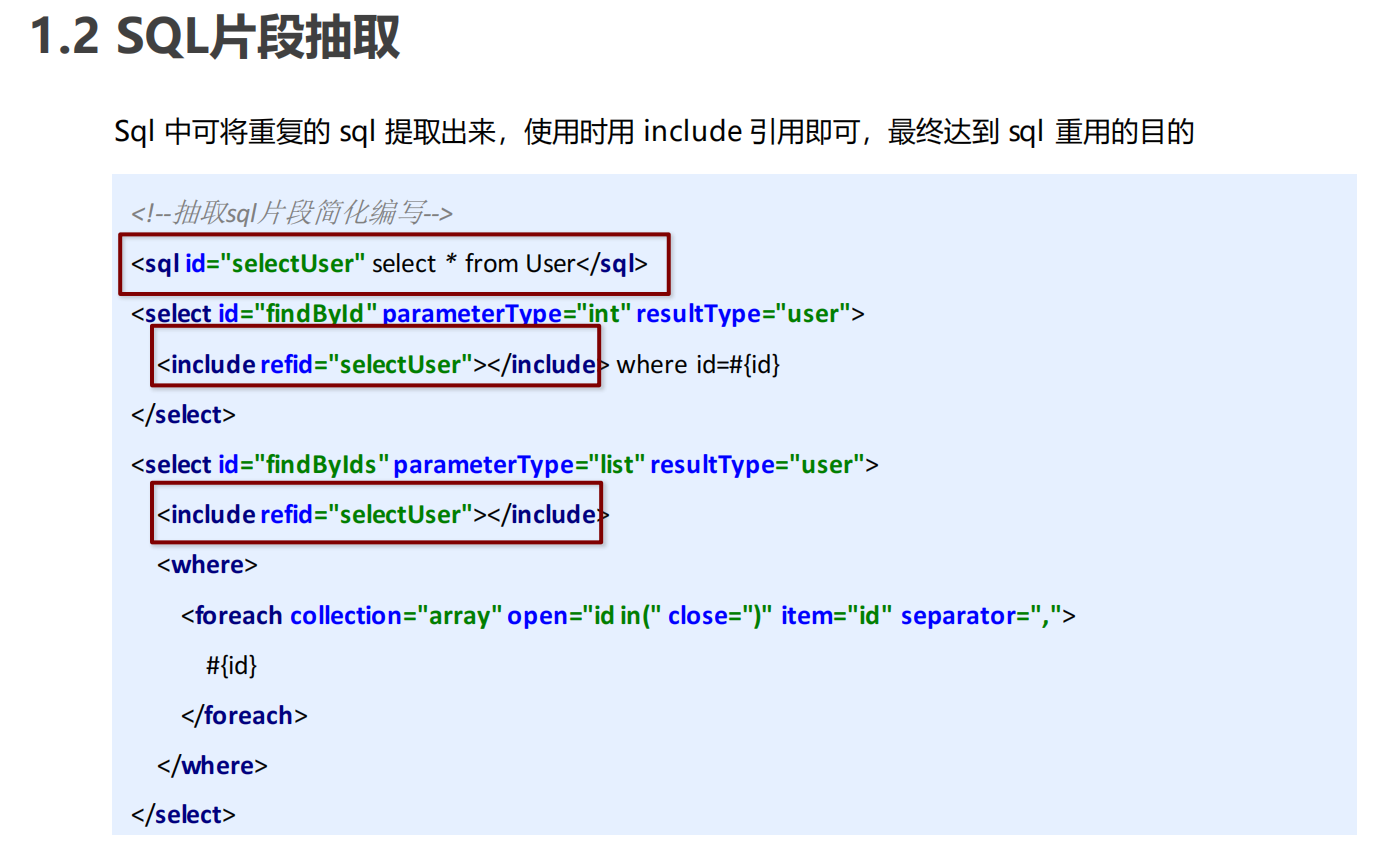 1.2 SQL片段抽取
Sql 中可将重复的 sql 提取出来，使用时用 include 引用即可，最终达到 sql 重用的目的
<!--抽取sql片段简化编写-->
<sql id="selectUser" select * from User</sql>
<select id="findById" parameterType="int" resultType="user">
<include refid="selectUser"></include> where id=#{id}
</select>
<select id="findByIds" parameterType="list" resultType="user">
<include refid="selectUser"></include>
<where>
<foreach collection="array" open="id in(" close=")" item="id" separator=",">
#{id}
</foreach>
</where>
</select>